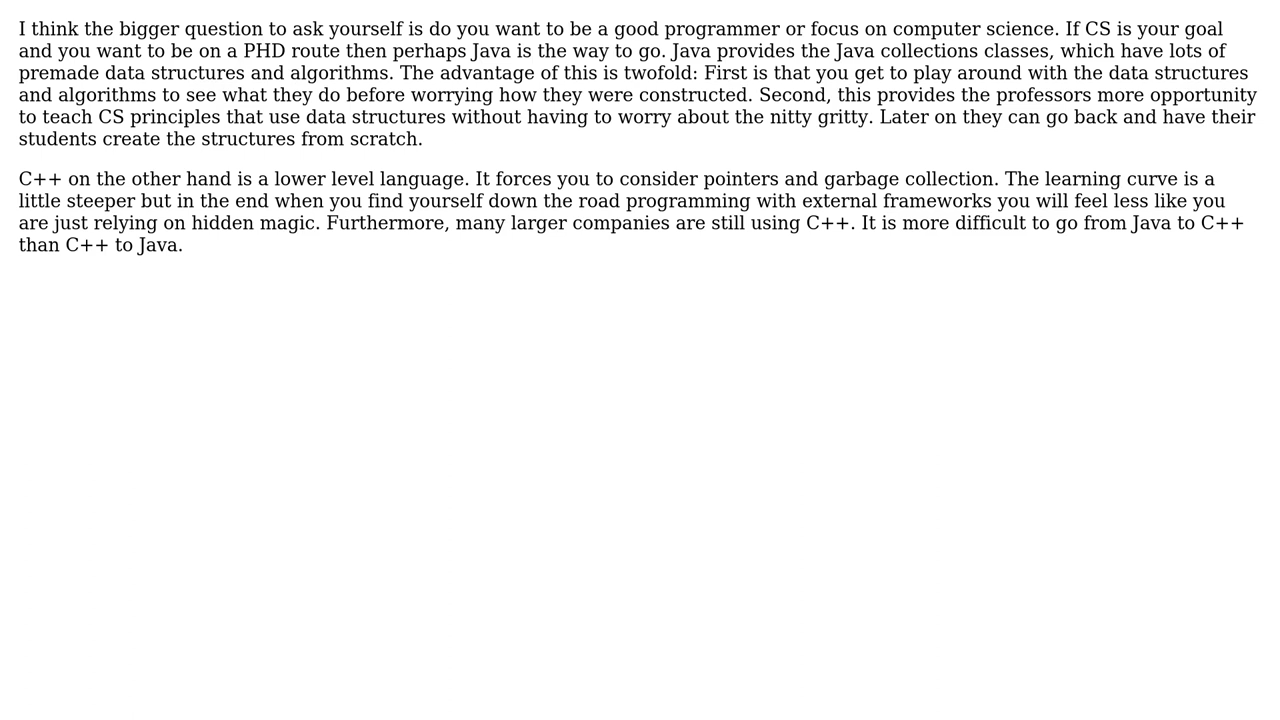 I think the bigger question to ask yourself is do you want to be a good programmer or focus on computer science. If CS is your goal
and you want to be on a PHD route then perhaps Java is the way to go. Java provides the Java collections classes, which have lots of
premade data structures and algorithms. The advantage of this is twofold: First is that you get to play around with the data structures
and algorithms to see what they do before worrying how they were constructed. Second, this provides the professors more opportunity
to teach CS principles that use data structures without having to worry about the nitty gritty. Later on they can go back and have their
students create the structures from scratch.
C++ on the other hand is a lower level language. It forces you to consider pointers and garbage collection. The learning curve is a
little steeper but in the end when you find yourself down the road programming with external frameworks you will feel less like you
are just relying on hidden magic. Furthermore, many larger companies are still using C++. It is more difficult to go from Java to C++
than C++ to Java.